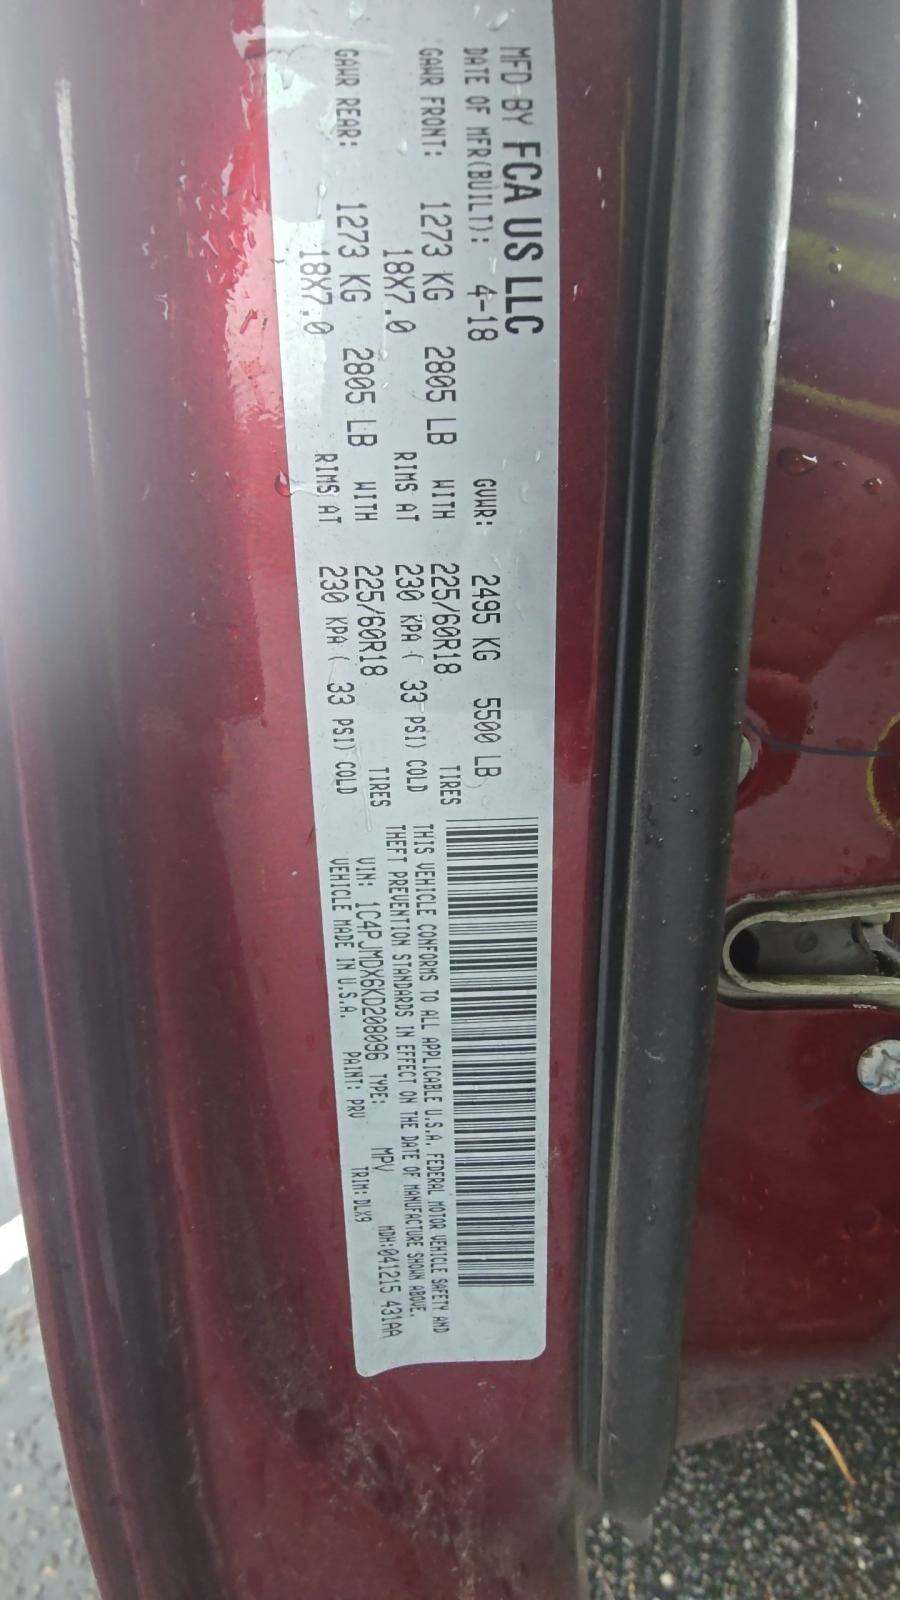 MFD BY FCA US LLC
DATE OF MFR(BUILT): 4-18 GVWR: 2495 KG 5500 LB
GAWR FRONT: 1273 KG 2805 LB WITH 225/60R18 TIRES
18X7.0 RIMS AT 230 KPA ( 33 PSI) COLD
GAWR REAR: 1273 KG 2805 LB WITH 225/60R18 TIRES
18X7.0 RIMS AT 230 KPA ( 33 PSI) COLD
THIS VEHICLE CONFORMS TO ALL APPLICABLE U.S.A. FEDERAL MOTOR VEHICLE SAFETY AND
THEFT PREVENTION STANDARDS IN EFFECT ON THE DATE OF MANUFACTURE SHOWN ABOVE.
VIN: 1C4PJMDX6KD208096 TYPE: MPV MDH:041215 431AA
VEHICLE MADE IN U.S.A. PAINT: PRV TRIM: DLX9